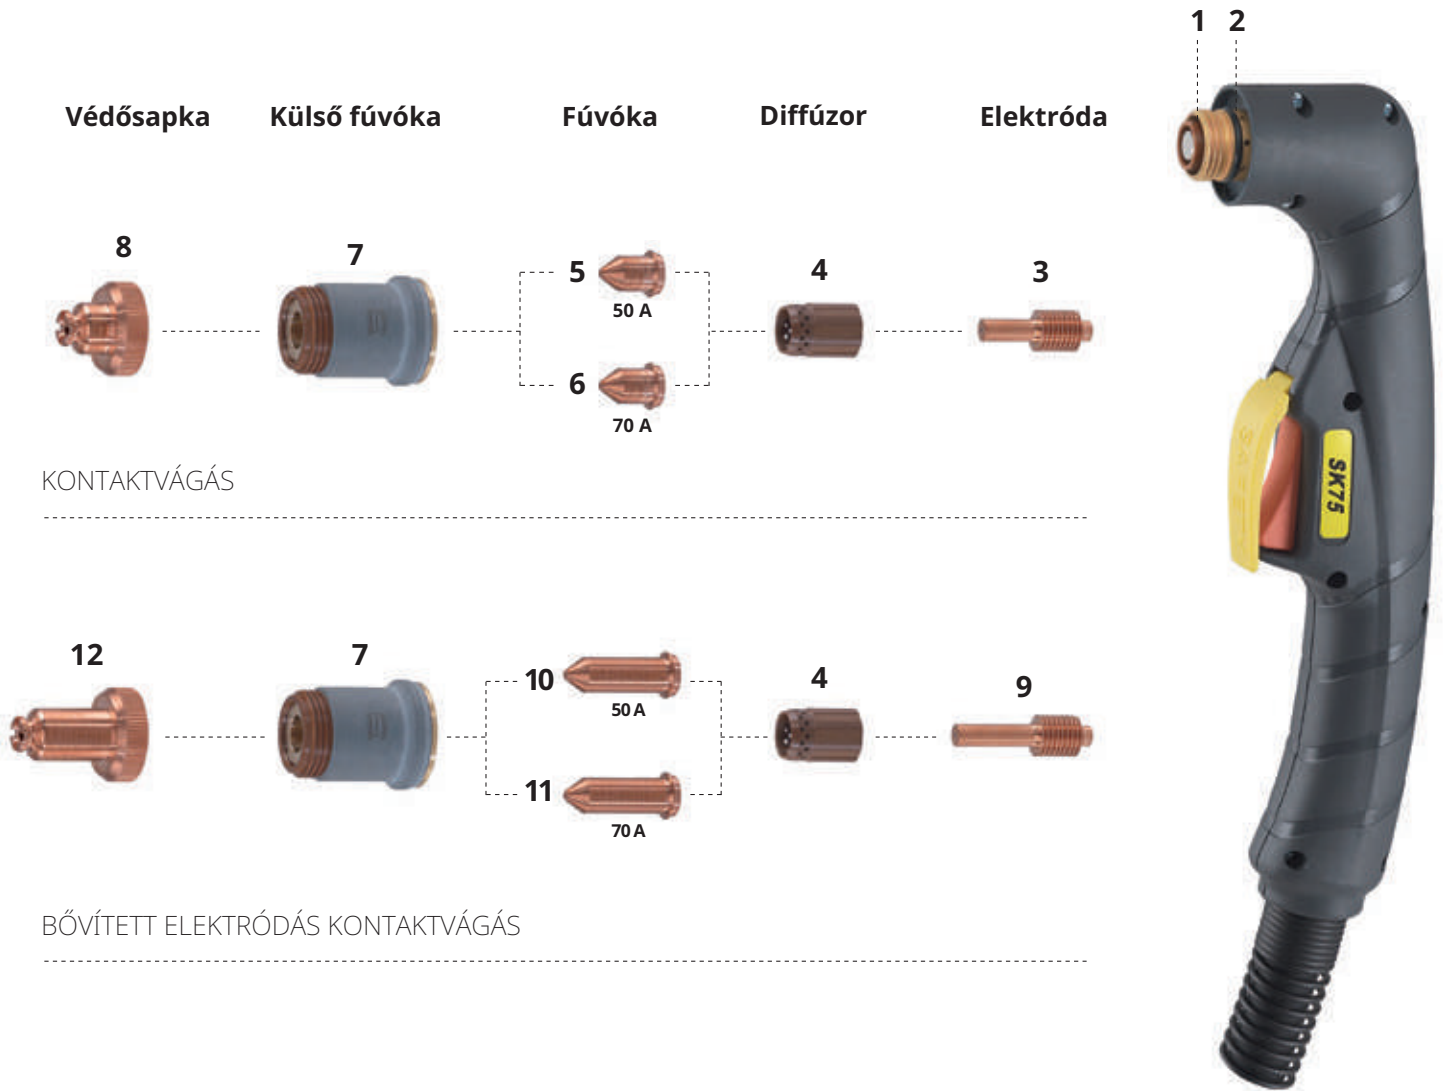 1 2
Védősapka Külső fúvóka Fúvóka Diffúzor Elektróda
8 7 5 4 3
50 A
6
70 A
SK75
KONTAKTVÁGÁS
12 7 10 4 9
50 A
11
70 A
BŐVÍTETT ELEKTRÓDÁS KONTAKTVÁGÁS